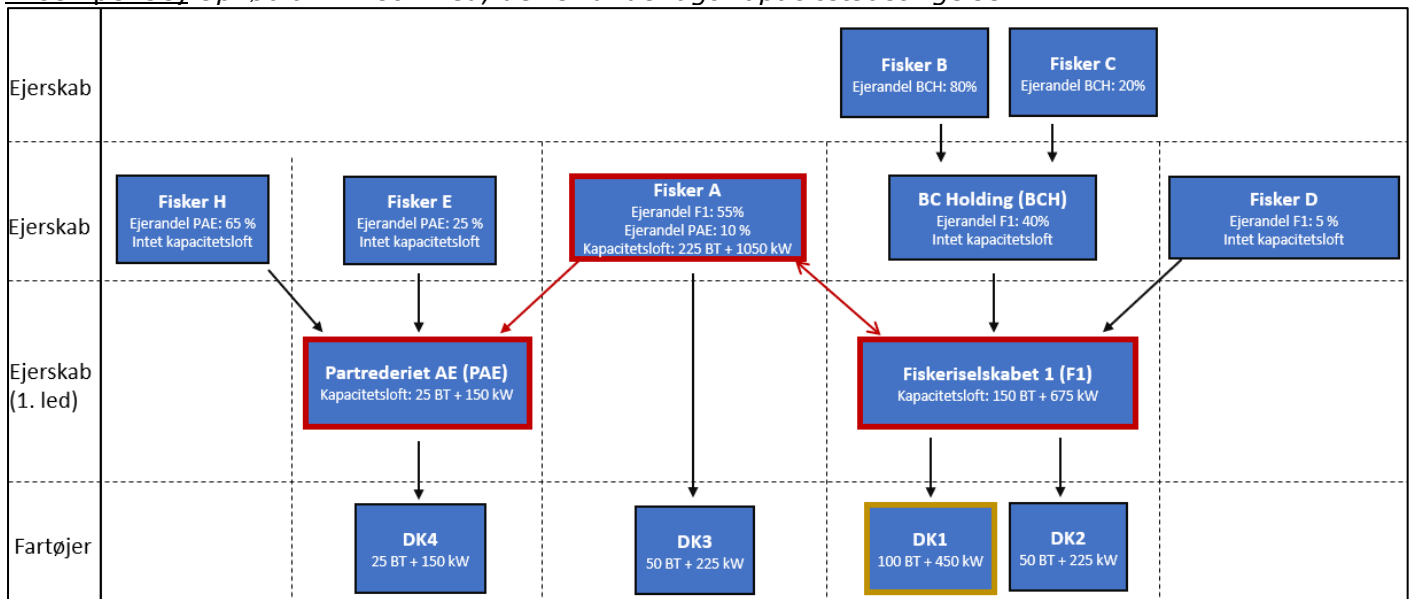 Ejerskab
Fisker B
Ejerandel BCH: 80%
Fisker C
Ejerandel BCH: 20%
Ejerskab
Fisker H
Ejerandel PAE: 65 %
Intet kapacitetsloft
Fisker E
Ejerandel PAE: 25 %
Intet kapacitetsloft
Fisker A
Ejerandel F1: 55%
Ejerandel PAE: 10 %
Kapacitetsloft: 225 BT + 1050 kW
BC Holding (BCH)
Ejerandel F1: 40%
Intet kapacitetsloft
Fisker D
Ejerandel F1: 5 %
Intet kapacitetsloft
Ejerskab
(1. led)
Partrederiet AE (PAE)
Kapacitetsloft: 25 BT + 150 kW
Fiskeriselskabet 1 (F1)
Kapacitetsloft: 150 BT + 675 kW
Fartøjer
DK4
25 BT + 150 kW
DK3
50 BT + 225 kW
DK1
100 BT + 450 kW
DK2
50 BT + 225 kW